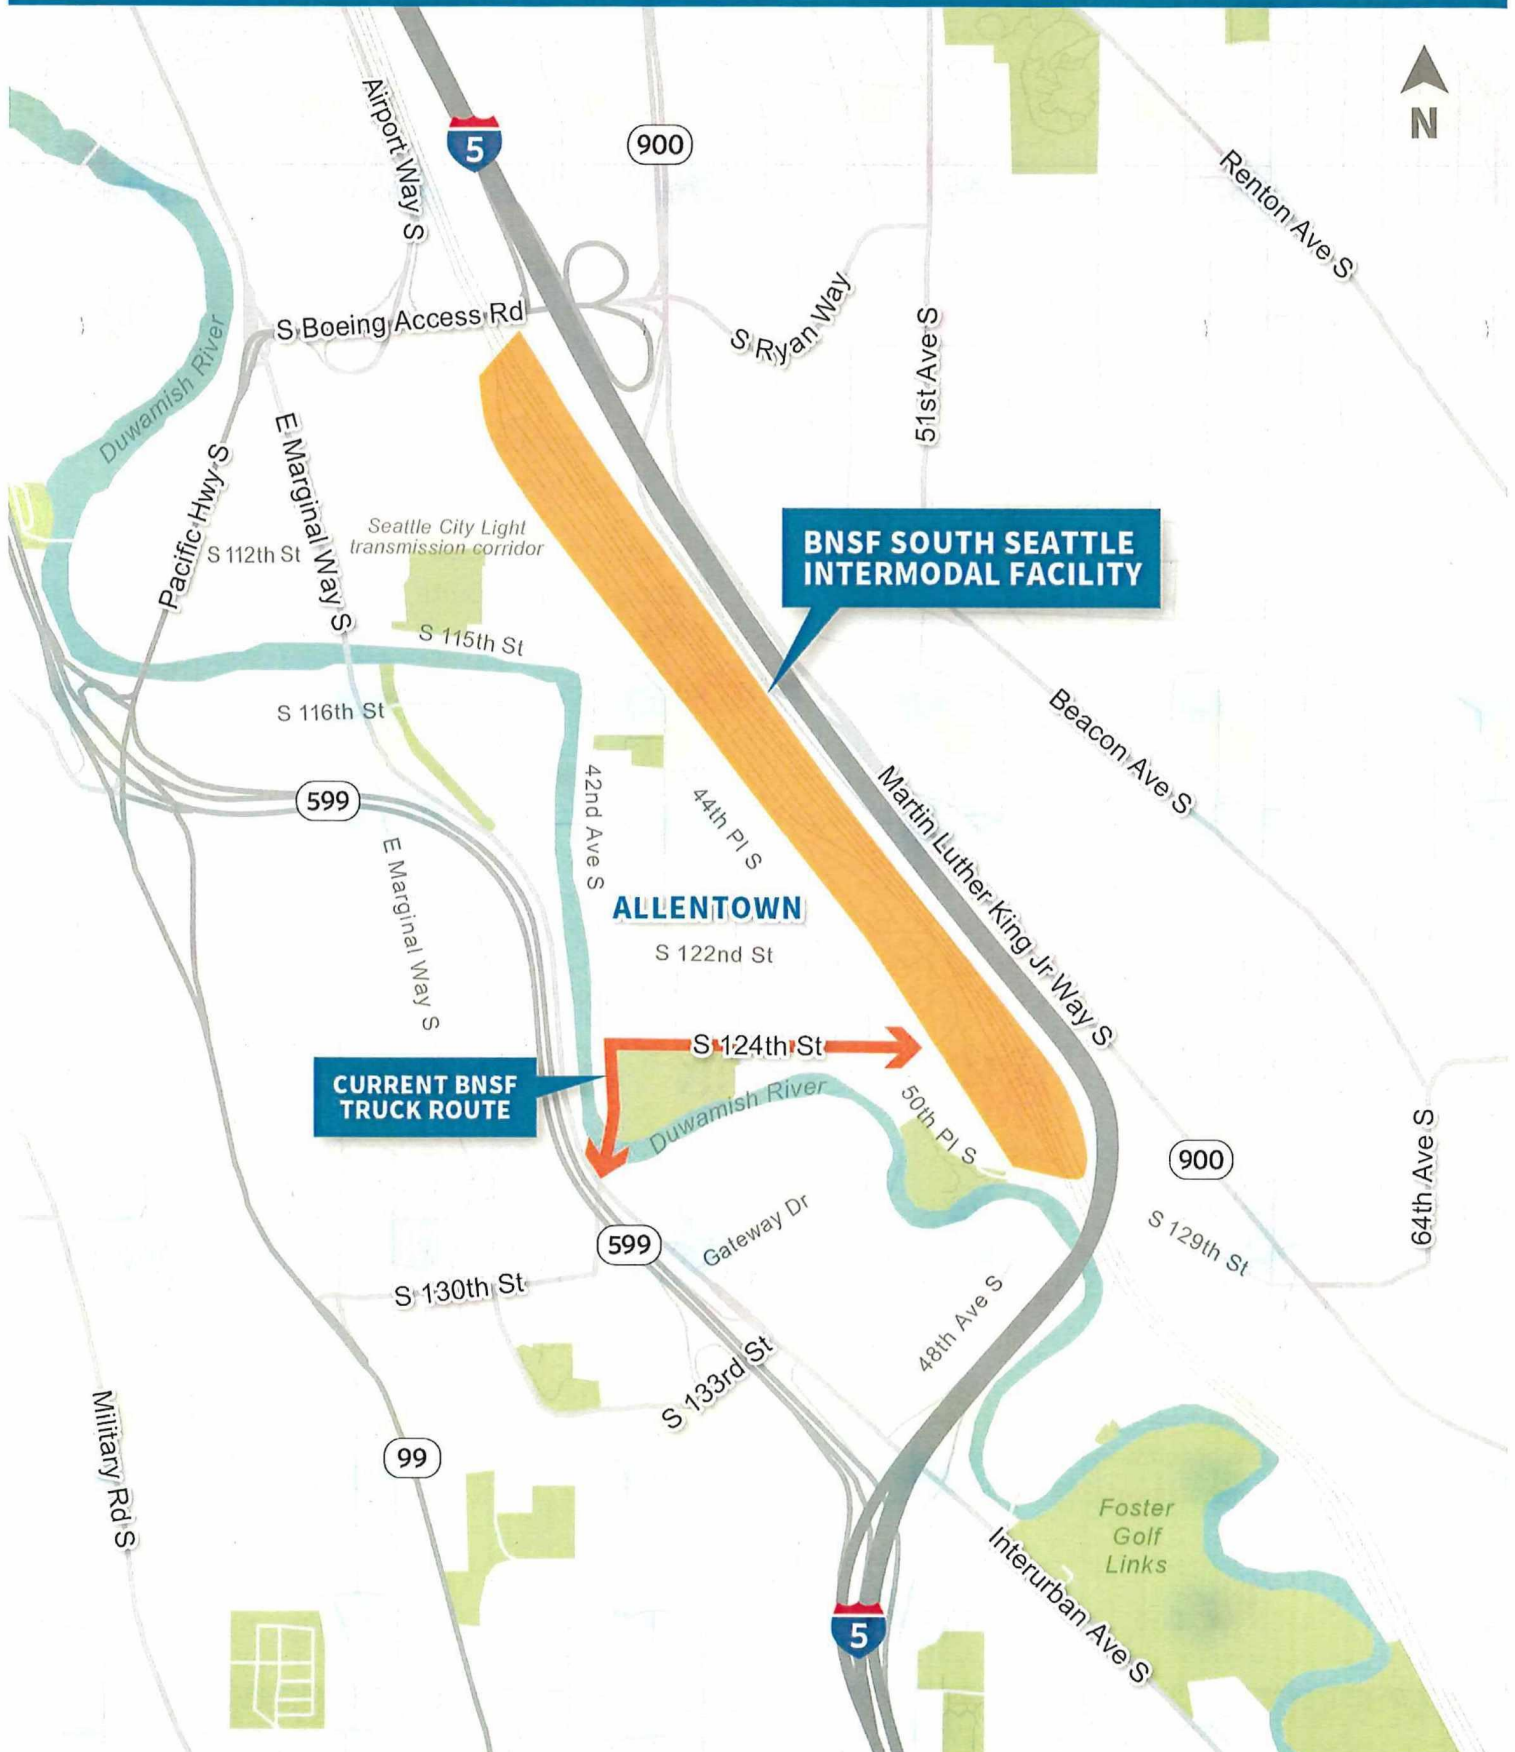 N
Airport Way S
5
900
Renton Ave S
S Boeing Access Rd
S Ryan Way
51st Ave S
Duwamish River
Pacific Hwy S
E Marginal Way S
Seattle City Light
transmission corridor
S 112th St
BNSF SOUTH SEATTLE
INTERMODAL FACILITY
S 115th St
S 116th St
Beacon Ave S
599
42nd Ave S
44th Pl S
Martin Luther King Jr Way S
E Marginal Way S
ALLENTOWN
S 122nd St
S 124th St
CURRENT BNSF
TRUCK ROUTE
Duwamish River
50th Pl S
900
64th Ave S
S 129th St
599
Gateway Dr
S 130th St
48th Ave S
S 133rd St
Military Rd S
99
Foster
Golf
Links
Interurban Ave S
5